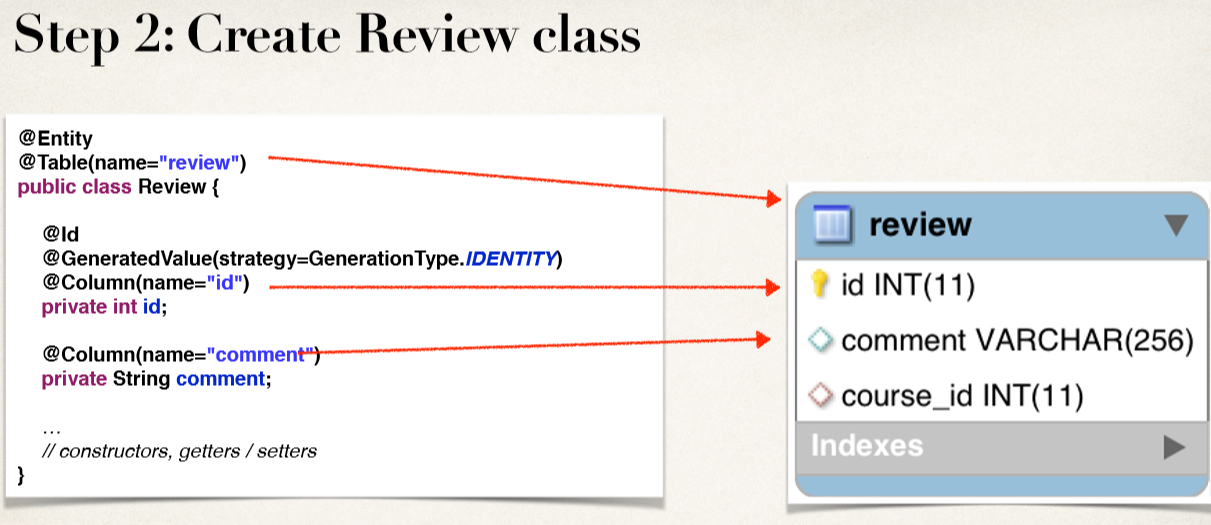 Step 2: Create Review class
@Entity
@Table(name="review")
public class Review {
@Id
@GeneratedValue(strategy=GenerationType.IDENTITY)
@Column(name="id")
private int id;
@Column(name="comment")
private String comment;
…
// constructors, getters / setters
}
review
id INT(11)
comment VARCHAR(256)
course_id INT(11)
Indexes